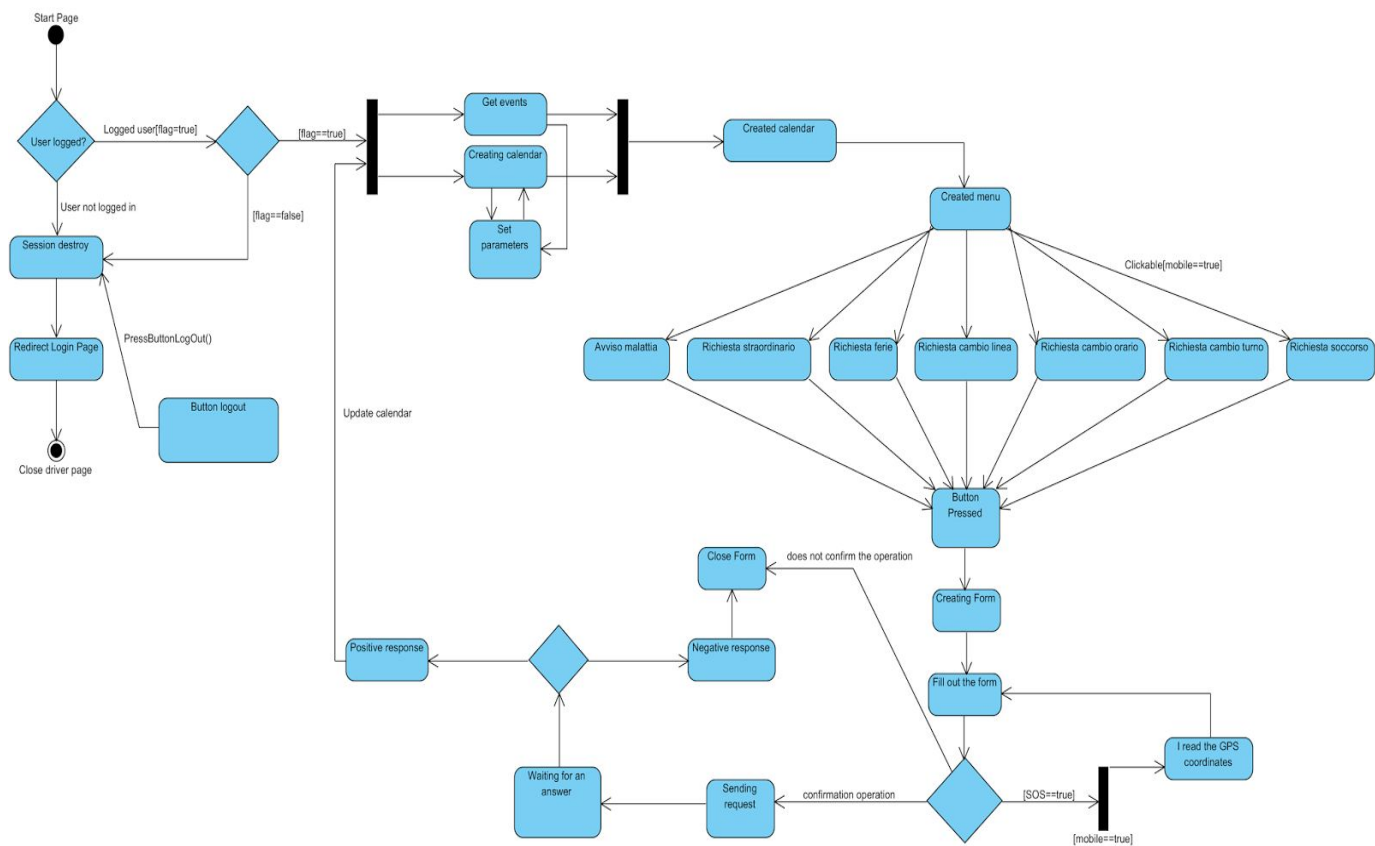 Start Page
User logged?
Logged user[flag=true]
[flag==true]
User not logged in
[flag==false]
Session destroy
Redirect Login Page
PressButtonLogOut()
Button logout
Close driver page
Get events
Creating calendar
Set
parameters
Created calendar
Created menu
Clickable[mobile==true]
Avviso malattia
Richiesta straordinario
Richiesta ferie
Richiesta cambio linea
Richiesta cambio orario
Richiesta cambio turno
Richiesta soccorso
Update calendar
Button
Pressed
Close Form
does not confirm the operation
Creating Form
Positive response
Negative response
Fill out the form
I read the GPS
coordinates
Waiting for an
answer
Sending
request
confirmation operation
[SOS==true]
[mobile==true]